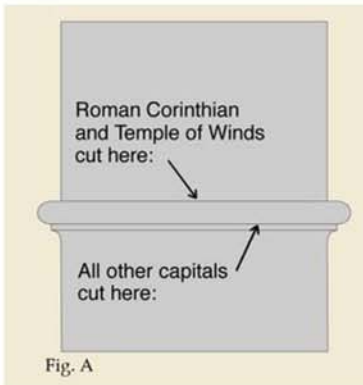 Roman Corinthian
and Temple of Winds
cut here:
All other capitals
cut here:
Fig. A